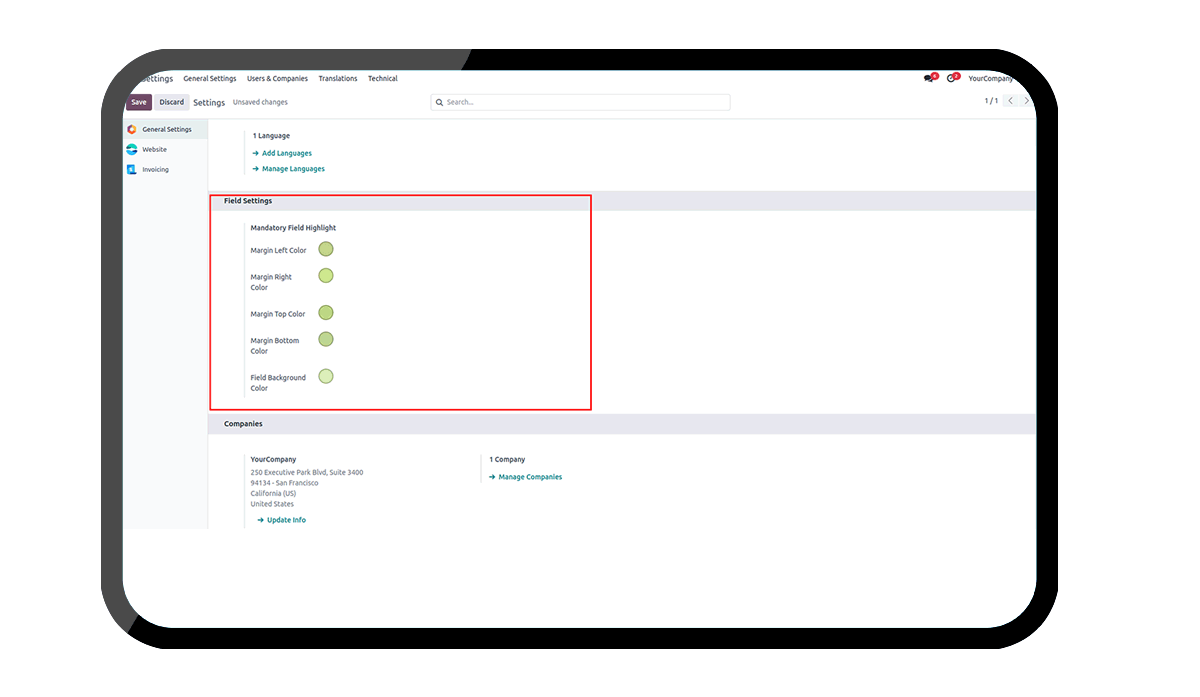 Settings General Settings Users & Companies Translations Technical YourCompany
Save Discard Settings Unsaved changes Search... 1 / 1
General Settings
Website
Invoicing
1 Language
Add Languages
Manage Languages
Field Settings
Mandatory Field Highlight
Margin Left Color
Margin Right
Color
Margin Top Color
Margin Bottom
Color
Field Background
Color
Companies
YourCompany
250 Executive Park Blvd, Suite 3400
94134 - San Francisco
California (US)
United States
Update Info
1 Company
Manage Companies